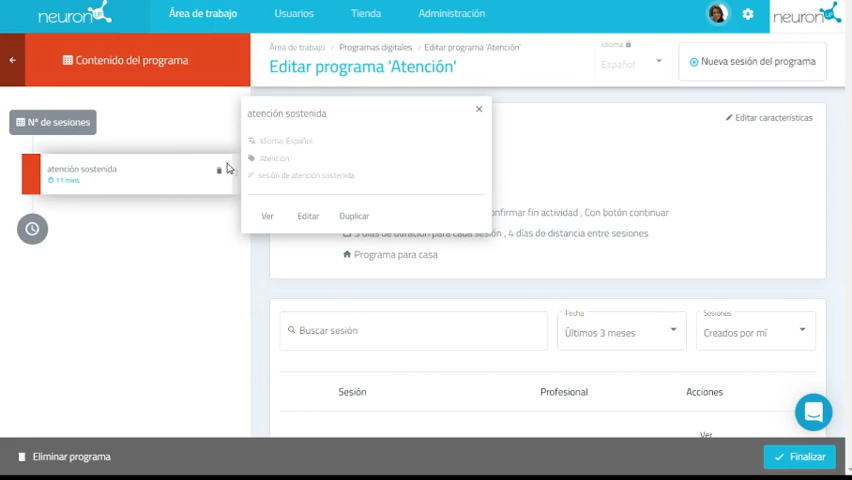 neuron UP
Área de trabajo
Usuarios
Tienda
Administración
neuron UP
Contenido del programa
Área de trabajo / Programas digitales / Editar programa 'Atención'
Editar programa 'Atención'
Idioma
Español
Nueva sesión del programa
Nº de sesiones
atención sostenida
11 mins
atención sostenida
Idioma: Español
Atención
sesión de atención sostenida
Ver
Editar
Duplicar
Editar características
confirmar fin actividad , Con botón continuar
5 días de duración para cada sesión , 4 días de distancia entre sesiones
Programa para casa
Buscar sesión
Fecha
Últimos 3 meses
Sesiones
Creados por mí
Sesión
Profesional
Acciones
Ver
Eliminar programa
Finalizar